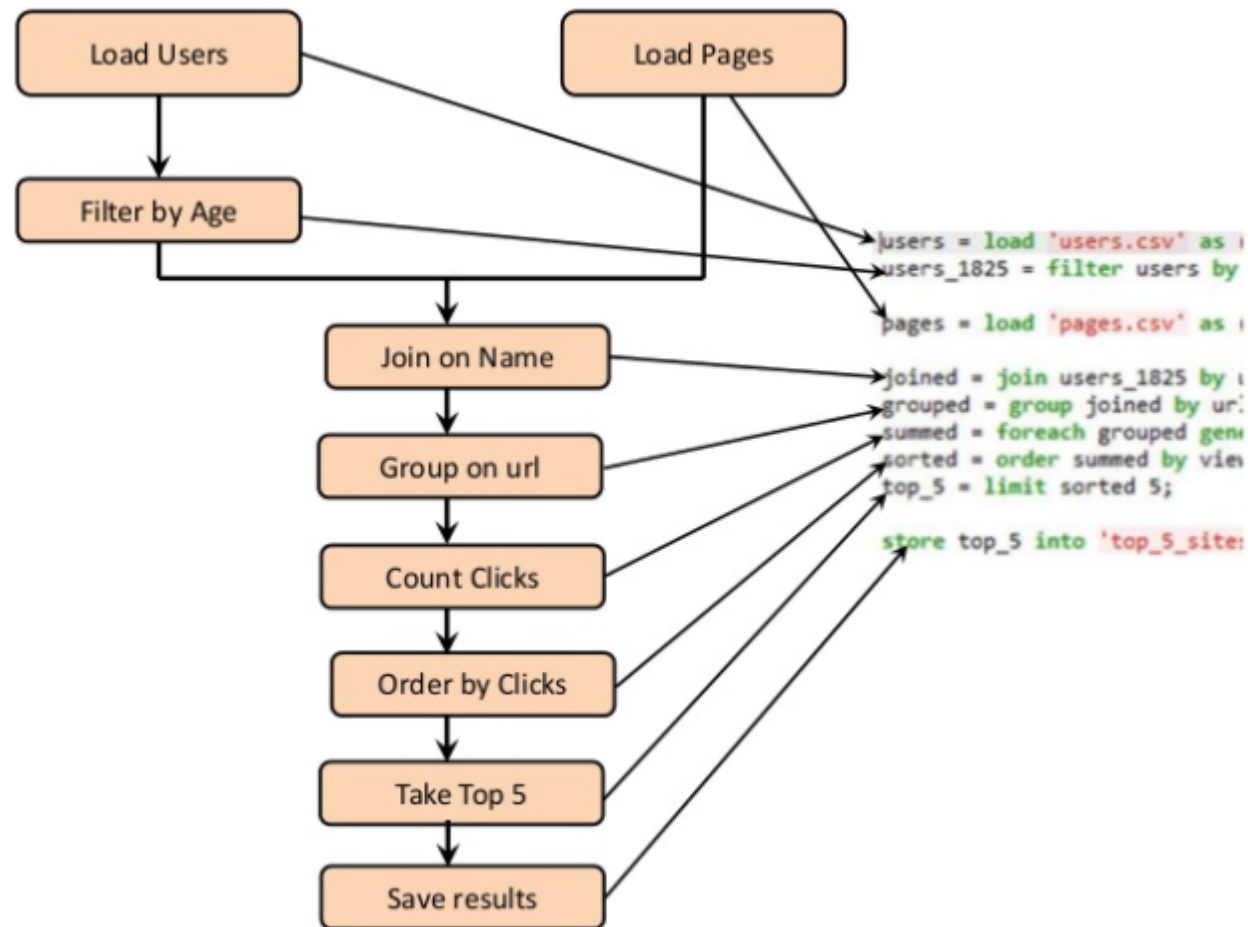 Load Users
Load Pages
Filter by Age
Join on Name
Group on url
Count Clicks
Order by Clicks
Take Top 5
Save results
users = load 'users.csv' as
users_1825 = filter users by
pages = load 'pages.csv' as
joined = join users_1825 by
grouped = group joined by
summed = foreach grouped
sorted = order summed by
top_5 = limit sorted 5;
store top_5 into 'top_5_sites